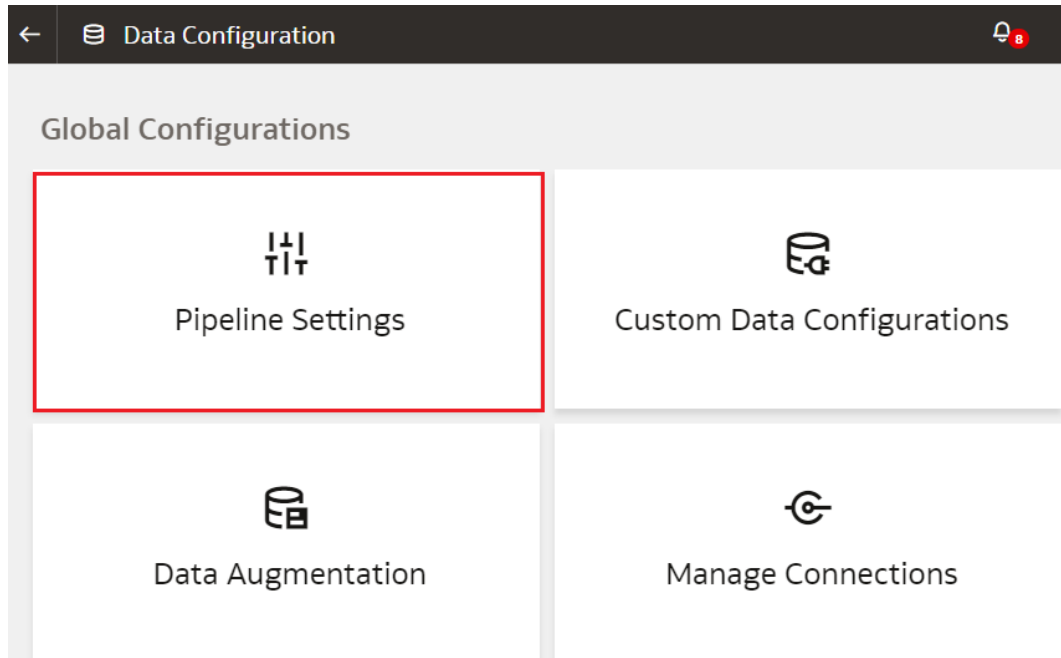 Data Configuration
8
Global Configurations
Pipeline Settings
Custom Data Configurations
Data Augmentation
Manage Connections